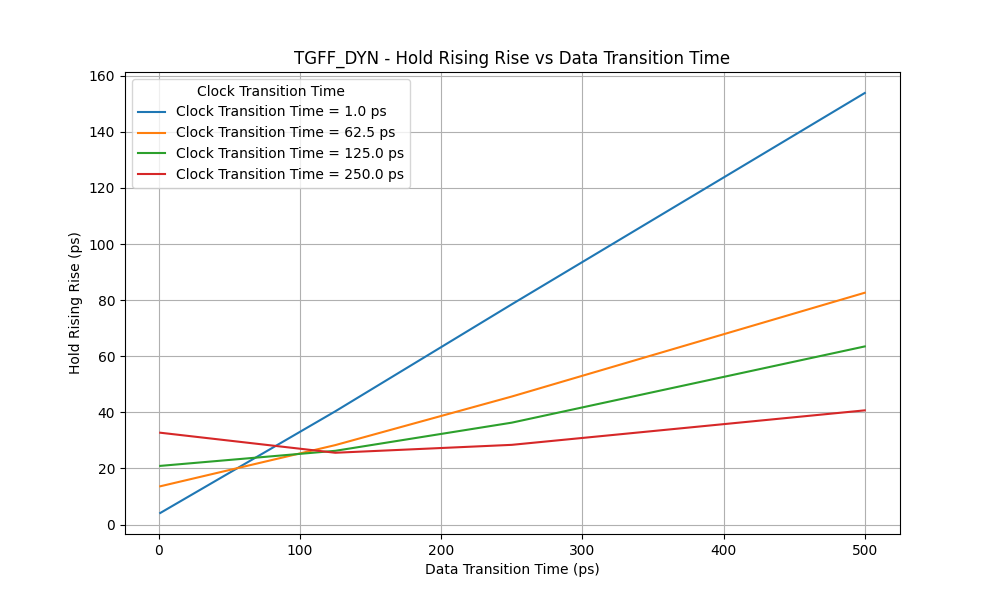 TGFF_DYN - Hold Rising Rise vs Data Transition Time
Clock Transition Time
Clock Transition Time = 1.0 ps
Clock Transition Time = 62.5 ps
Clock Transition Time = 125.0 ps
Clock Transition Time = 250.0 ps
Hold Rising Rise (ps)
160
140
120
100
80
60
40
20
0
0 100 200 300 400 500
Data Transition Time (ps)